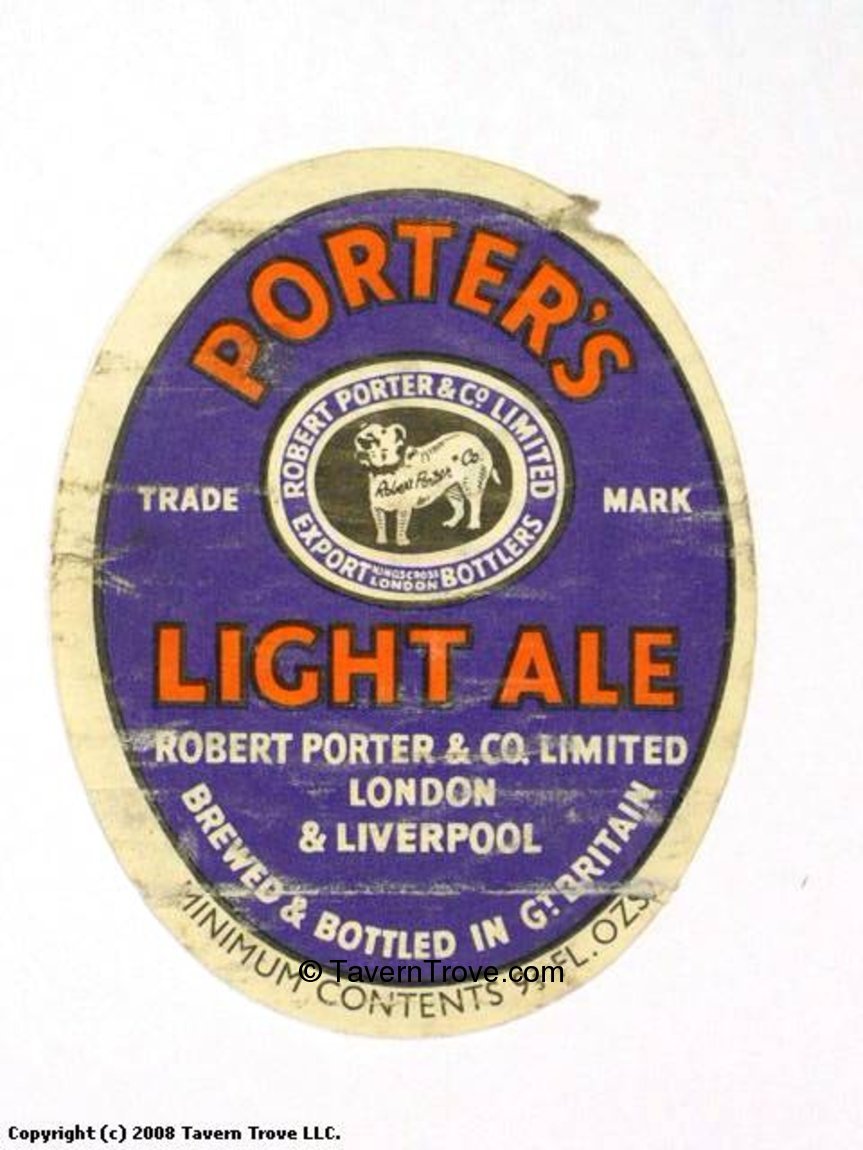 PORTER'S
ROBERT PORTER & Cº LIMITED
Robert Porter & Co.
TRADE MARK
EXPORT BOTTLERS
KINGS CROSS
LONDON
LIGHT ALE
ROBERT PORTER & CO. LIMITED
LONDON
& LIVERPOOL
BREWED & BOTTLED IN Gᵀ BRITAIN
MINIMUM CONTENTS FL. OZS
© TavernTrove.com
Copyright (c) 2008 Tavern Trove LLC.